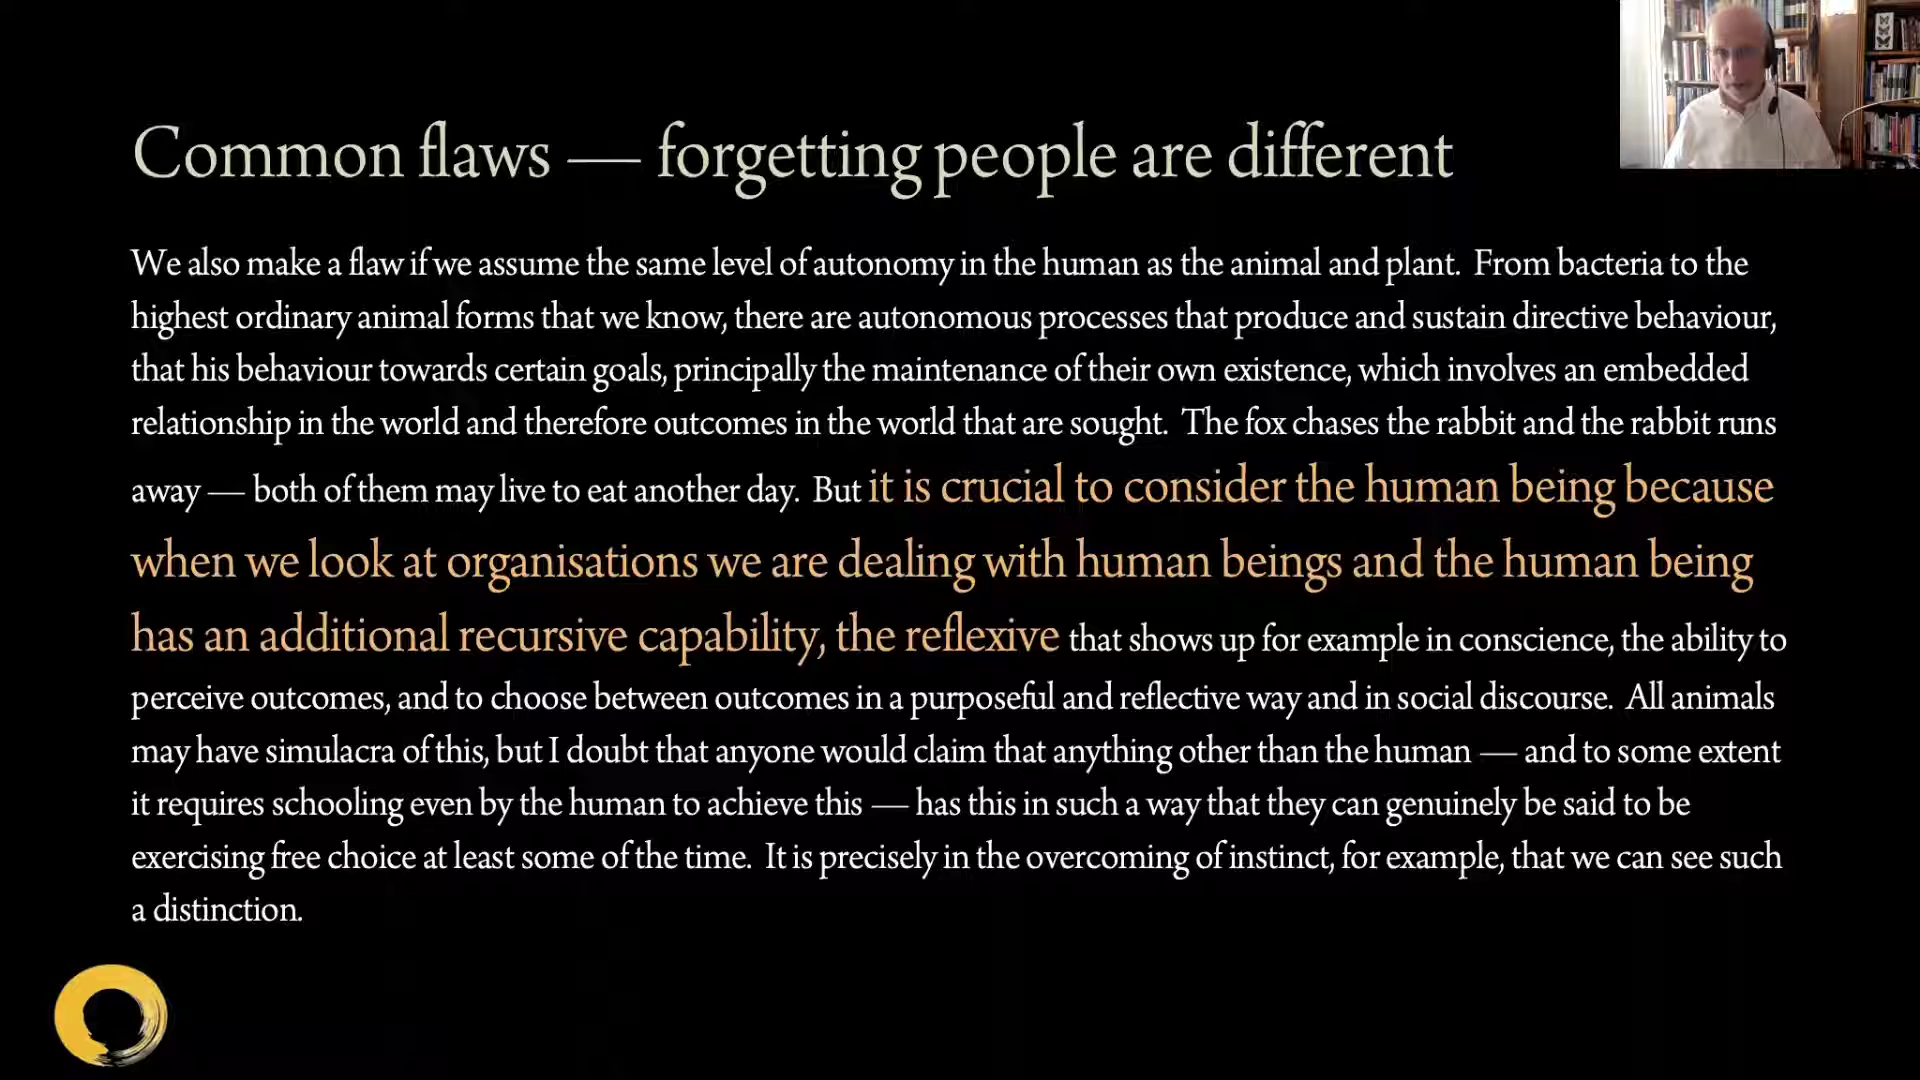 Common flaws — forgetting people are different
We also make a flaw if we assume the same level of autonomy in the human as the animal and plant.  From bacteria to the
highest ordinary animal forms that we know, there are autonomous processes that produce and sustain directive behaviour,
that his behaviour towards certain goals, principally the maintenance of their own existence, which involves an embedded
relationship in the world and therefore outcomes in the world that are sought.  The fox chases the rabbit and the rabbit runs
away — both of them may live to eat another day.  But it is crucial to consider the human being because
when we look at organisations we are dealing with human beings and the human being
has an additional recursive capability, the reflexive that shows up for example in conscience, the ability to
perceive outcomes, and to choose between outcomes in a purposeful and reflective way and in social discourse.  All animals
may have simulacra of this, but I doubt that anyone would claim that anything other than the human — and to some extent
it requires schooling even by the human to achieve this — has this in such a way that they can genuinely be said to be
exercising free choice at least some of the time.  It is precisely in the overcoming of instinct, for example, that we can see such
a distinction.